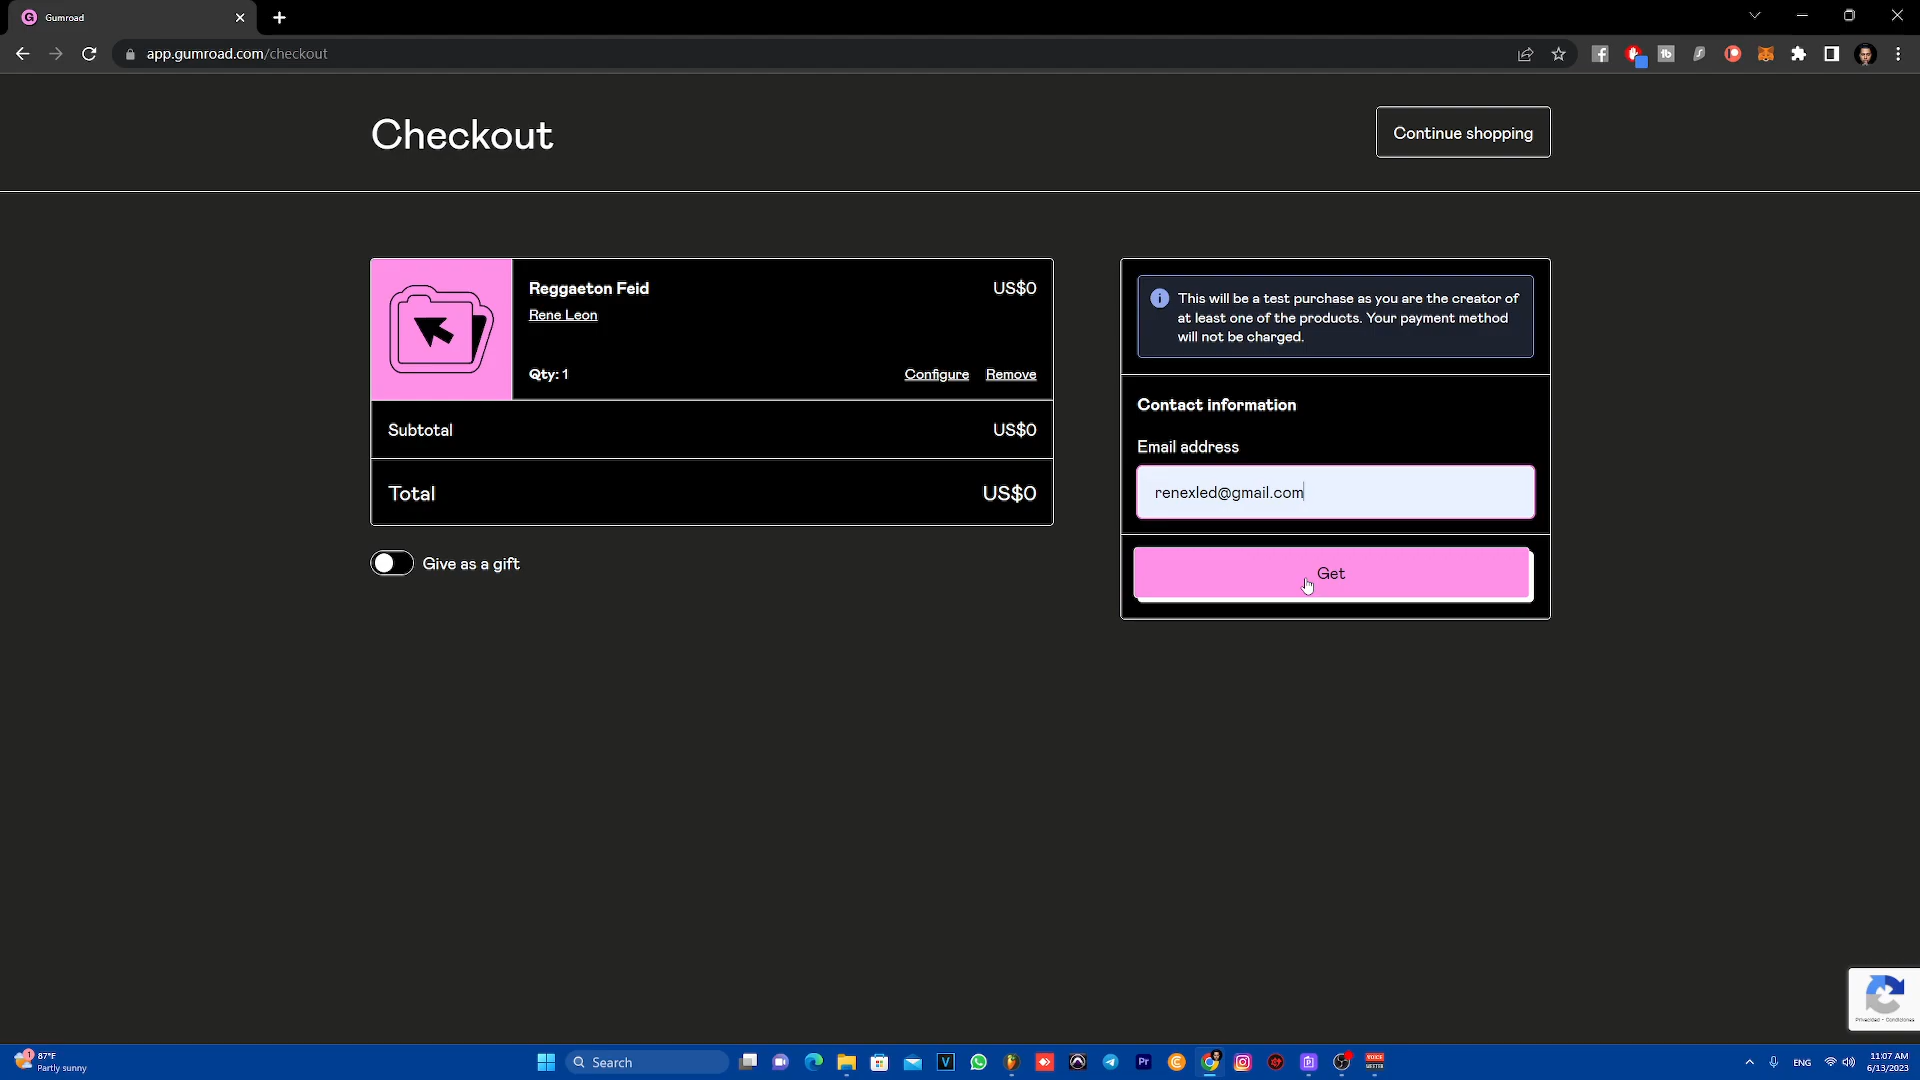 Gumroad
app.gumroad.com/checkout
Checkout
Continue shopping
Reggaeton Feid
US$0
Rene Leon
Qty: 1
Configure
Remove
Subtotal
US$0
Total
US$0
Give as a gift
This will be a test purchase as you are the creator of
at least one of the products. Your payment method
will not be charged.
Contact information
Email address
renexled@gmail.com
Get
Privacidad - Condiciones
1
87°F
Partly sunny
Search
ENG
11:07 AM
6/13/2023